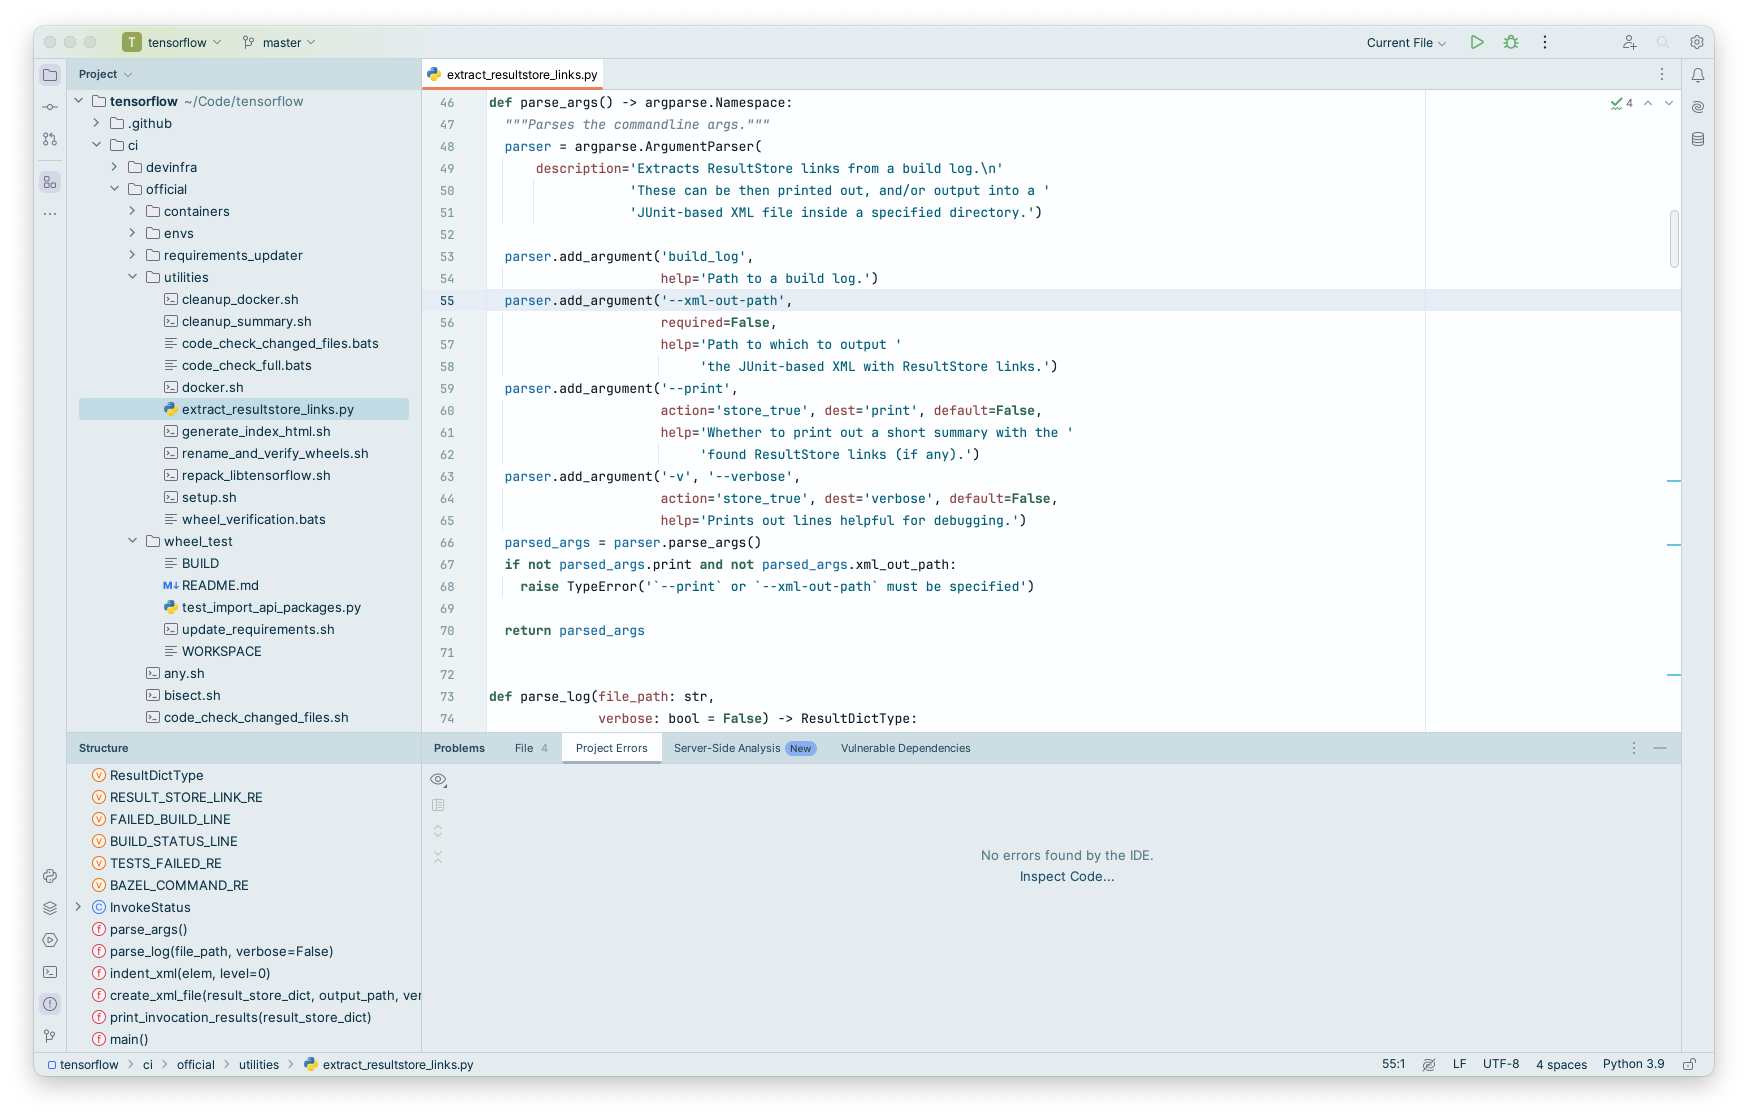 T tensorflow master Current File
Project
extract_resultstore_links.py
tensorflow ~/Code/tensorflow
.github
ci
devinfra
official
containers
envs
requirements_updater
utilities
cleanup_docker.sh
cleanup_summary.sh
code_check_changed_files.bats
code_check_full.bats
docker.sh
extract_resultstore_links.py
generate_index_html.sh
rename_and_verify_wheels.sh
repack_libtensorflow.sh
setup.sh
wheel_verification.bats
wheel_test
BUILD
M↓ README.md
test_import_api_packages.py
update_requirements.sh
WORKSPACE
any.sh
bisect.sh
code_check_changed_files.sh
4
46 def parse_args() -> argparse.Namespace:
47   """Parses the commandline args."""
48   parser = argparse.ArgumentParser(
49       description='Extracts ResultStore links from a build log.\n'
50                   'These can be then printed out, and/or output into a '
51                   'JUnit-based XML file inside a specified directory.')
52
53   parser.add_argument('build_log',
54                       help='Path to a build log.')
55   parser.add_argument('--xml-out-path',
56                       required=False,
57                       help='Path to which to output '
58                            'the JUnit-based XML with ResultStore links.')
59   parser.add_argument('--print',
60                       action='store_true', dest='print', default=False,
61                       help='Whether to print out a short summary with the '
62                            'found ResultStore links (if any).')
63   parser.add_argument('-v', '--verbose',
64                       action='store_true', dest='verbose', default=False,
65                       help='Prints out lines helpful for debugging.')
66   parsed_args = parser.parse_args()
67   if not parsed_args.print and not parsed_args.xml_out_path:
68     raise TypeError('`--print` or `--xml-out-path` must be specified')
69
70   return parsed_args
71
72
73 def parse_log(file_path: str,
74               verbose: bool = False) -> ResultDictType:
Structure
V ResultDictType
V RESULT_STORE_LINK_RE
V FAILED_BUILD_LINE
V BUILD_STATUS_LINE
V TESTS_FAILED_RE
V BAZEL_COMMAND_RE
C InvokeStatus
f parse_args()
f parse_log(file_path, verbose=False)
f indent_xml(elem, level=0)
f create_xml_file(result_store_dict, output_path, ver
f print_invocation_results(result_store_dict)
f main()
Problems File 4 Project Errors Server-Side Analysis New Vulnerable Dependencies
No errors found by the IDE.
Inspect Code...
tensorflow ci official utilities extract_resultstore_links.py 55:1 LF UTF-8 4 spaces Python 3.9